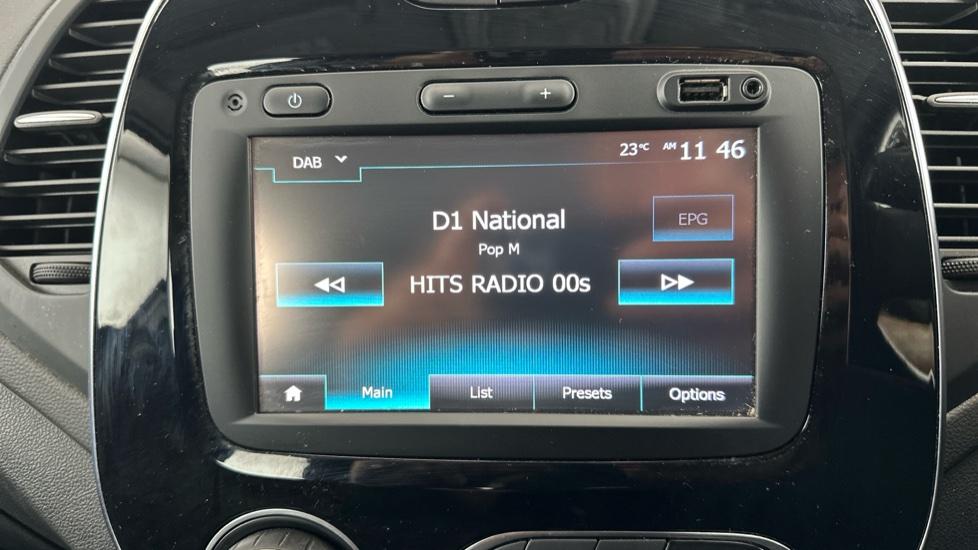 − +
DAB 23°C AM 11 46
D1 National EPG
Pop M
HITS RADIO 00s
Main List Presets Options